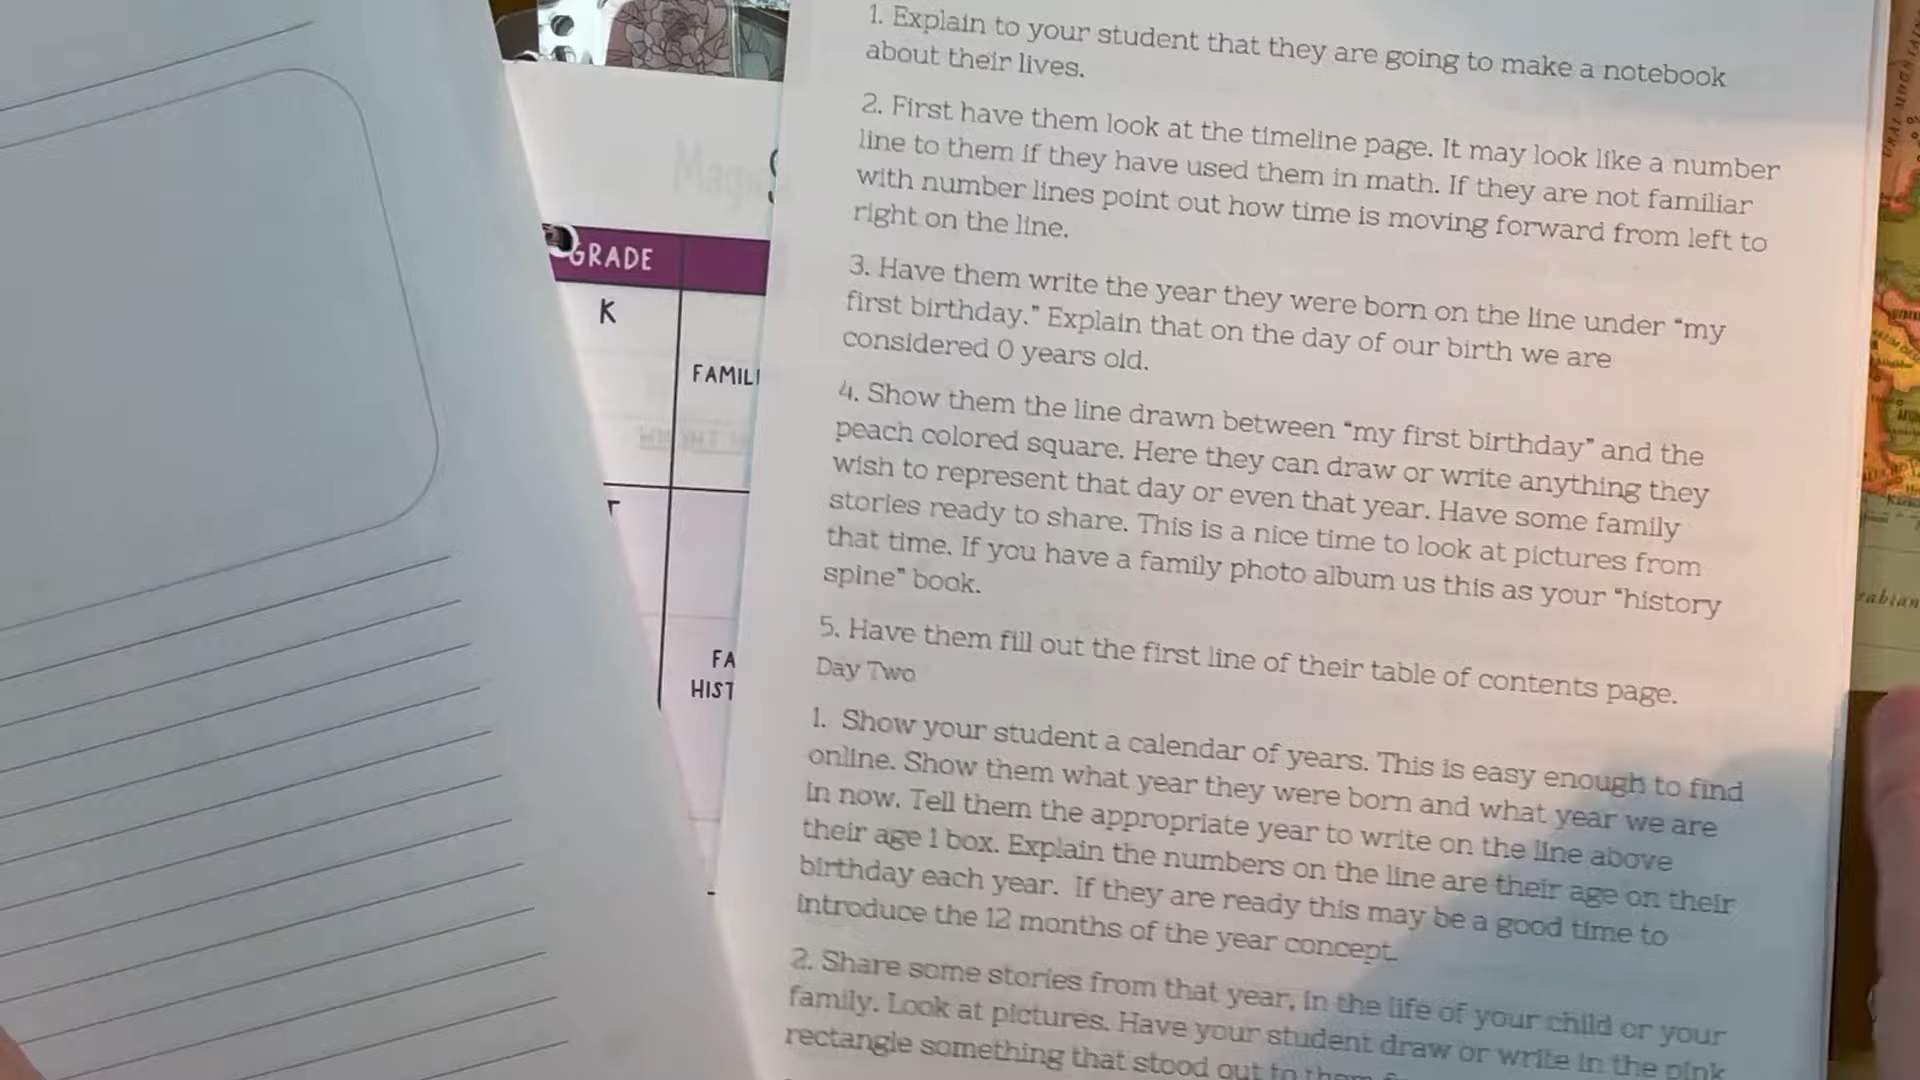 1. Explain to your student that they are going to make a notebook
about their lives.
2. First have them look at the timeline page. It may look like a number
line to them if they have used them in math. If they are not familiar
with number lines point out how time is moving forward from left to
right on the line.
3. Have them write the year they were born on the line under “my
first birthday.” Explain that on the day of our birth we are
considered 0 years old.
4. Show them the line drawn between “my first birthday” and the
peach colored square. Here they can draw or write anything they
wish to represent that day or even that year. Have some family
stories ready to share. This is a nice time to look at pictures from
that time. If you have a family photo album us this as your “history
spine” book.
5. Have them fill out the first line of their table of contents page.
Day Two
1. Show your student a calendar of years. This is easy enough to find
online. Show them what year they were born and what year we are
in now. Tell them the appropriate year to write on the line above
their age 1 box. Explain the numbers on the line are their age on their
birthday each year. If they are ready this may be a good time to
introduce the 12 months of the year concept.
2. Share some stories from that year, in the life of your child or your
family. Look at pictures. Have your student draw or write in the pink
rectangle something that stood out to them
GRADE
K
FAMILI
FA
HIST